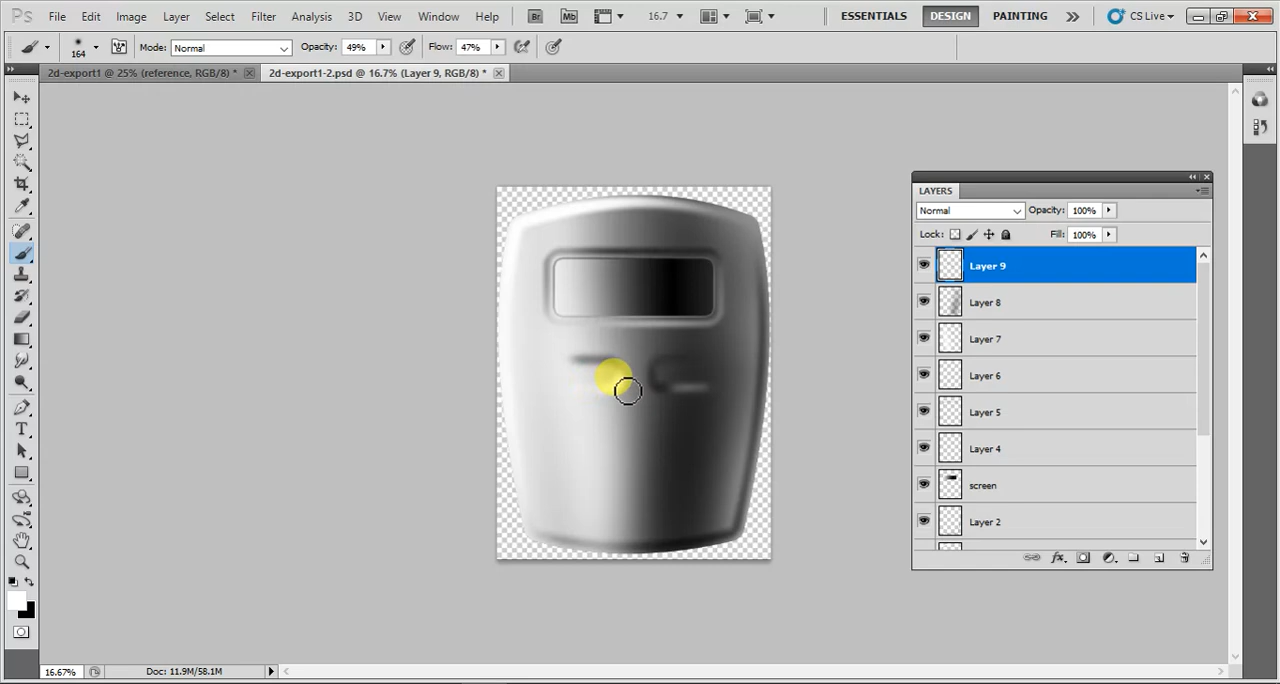 Ps File Edit Image Layer Select Filter Analysis 3D View Window Help Br Mb 16.7 ESSENTIALS DESIGN PAINTING CS Live
164 Mode: Normal Opacity: 49% Flow: 47%
2d-export1 @ 25% (reference, RGB/8) * 2d-export1-2.psd @ 16.7% (Layer 9, RGB/8) *
LAYERS
Normal Opacity: 100%
Lock: Fill: 100%
Layer 9
Layer 8
Layer 7
Layer 6
Layer 5
Layer 4
screen
Layer 2
16.67% Doc: 11.9M/58.1M